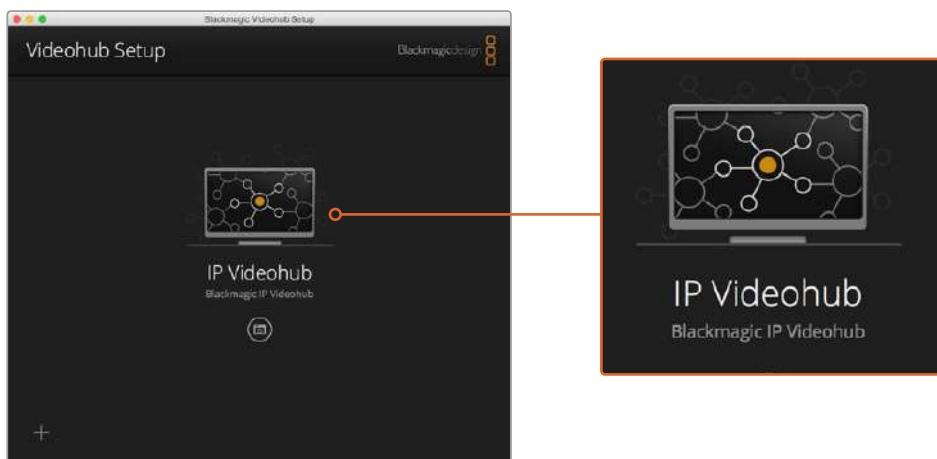 Blackmagic Videohub Setup
Videohub Setup
Blackmagicdesign
IP Videohub
Blackmagic IP Videohub
IP Videohub
Blackmagic IP Videohub